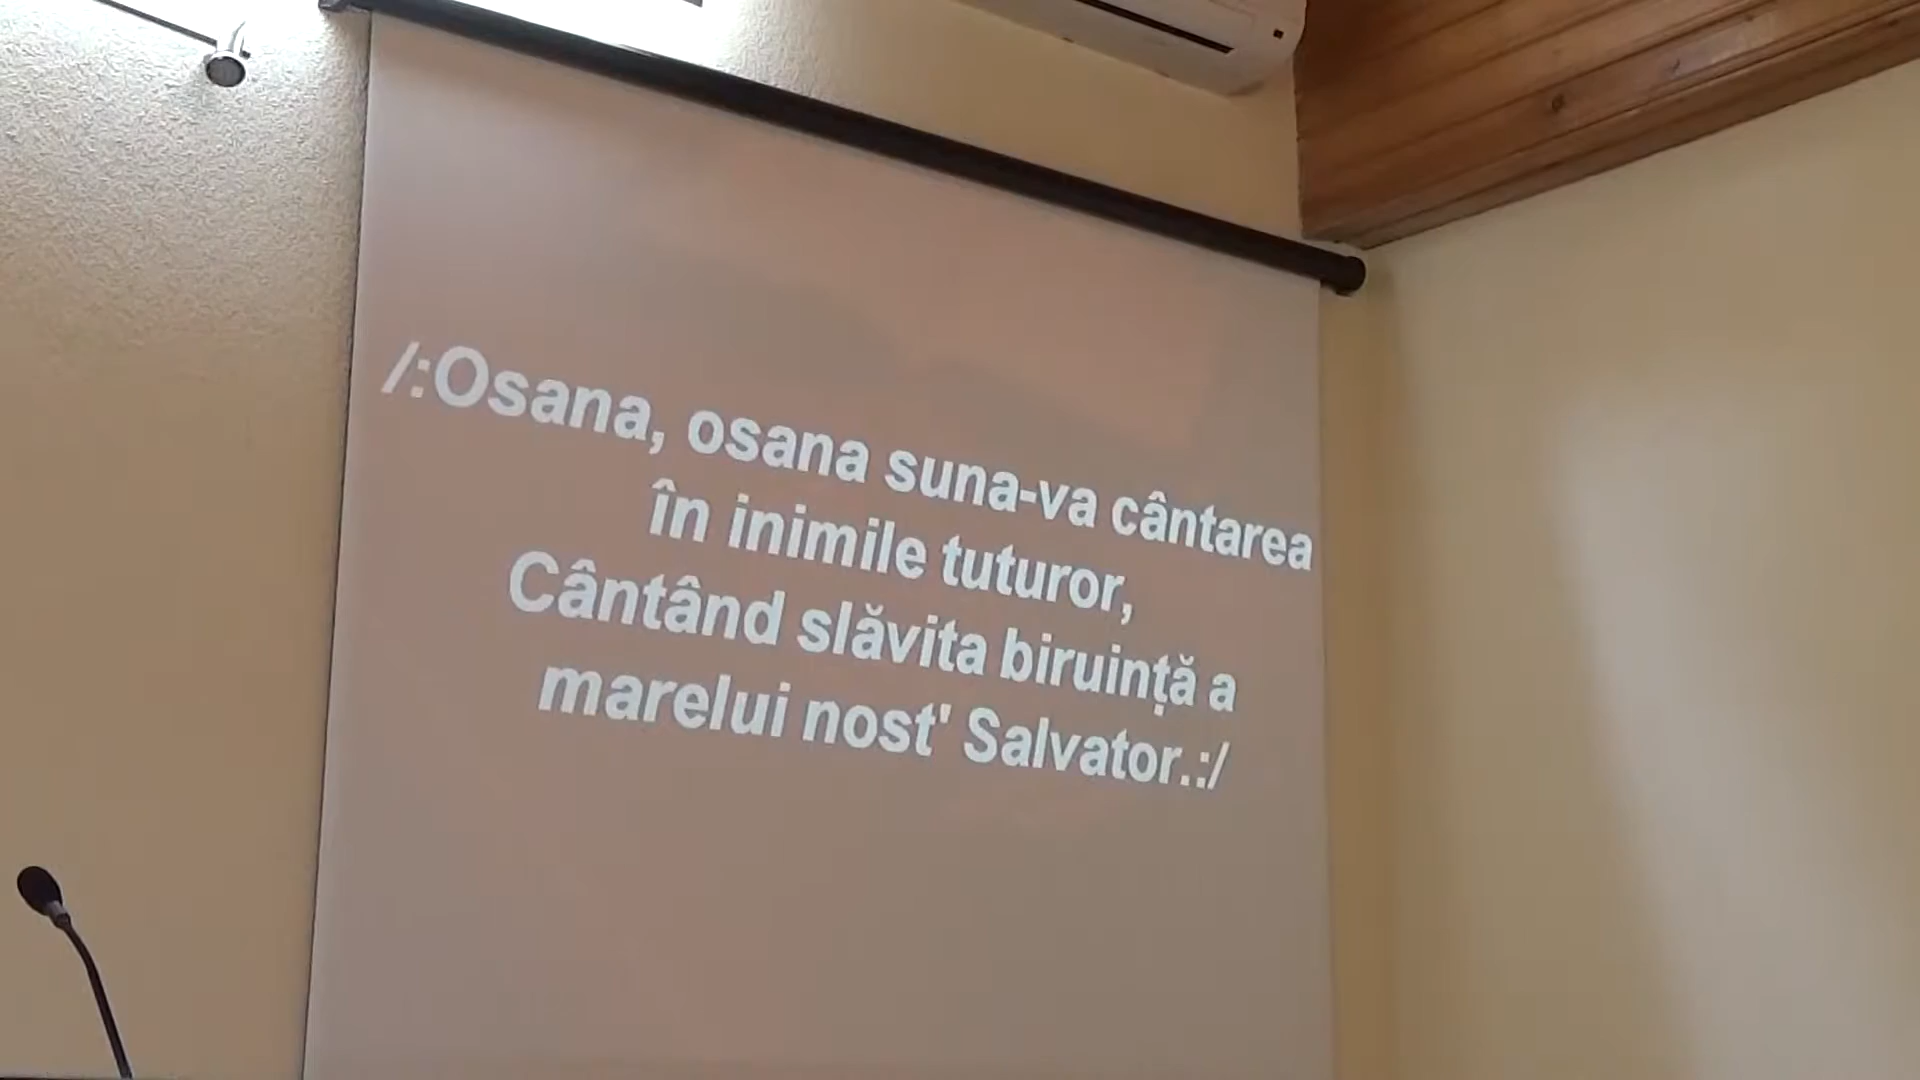 /:Osana, osana suna-va cântarea
în inimile tuturor,
Cântând slăvita biruință a
marelui nost' Salvator.:/